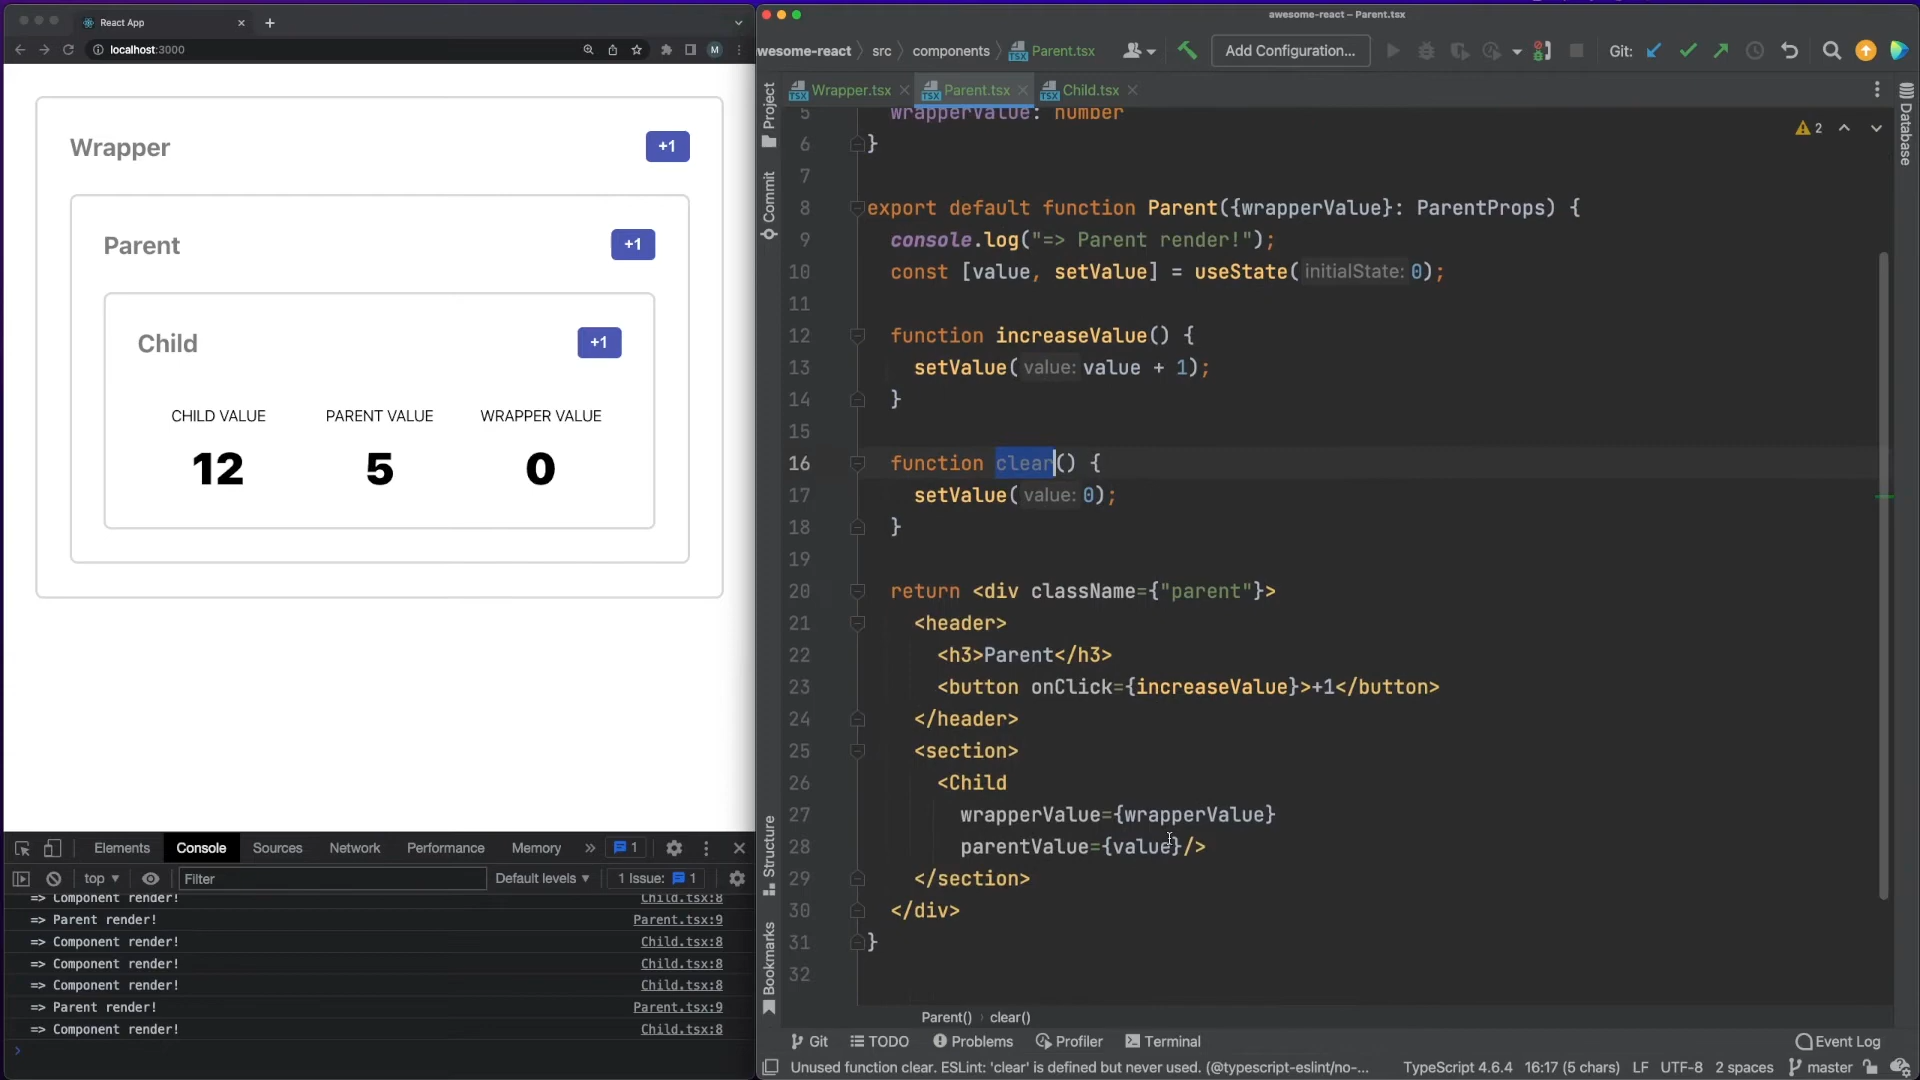 React App
localhost:3000
M
Wrapper
+1
Parent
+1
Child
+1
CHILD VALUE
PARENT VALUE
WRAPPER VALUE
12
5
0
Elements
Console
Sources
Network
Performance
Memory
»
1
top
Filter
Default levels
1 Issue:
1
=> Component render!
Child.tsx:8
=> Parent render!
Parent.tsx:9
=> Component render!
Child.tsx:8
=> Component render!
Child.tsx:8
=> Component render!
Child.tsx:8
=> Parent render!
Parent.tsx:9
=> Component render!
Child.tsx:8
awesome-react – Parent.tsx
wesome-react
src
components
Parent.tsx
Add Configuration...
Git:
Wrapper.tsx
Parent.tsx
Child.tsx
Project
Commit
Structure
Bookmarks
Database
2
5 wrapperValue: number
6 }
7
8 export default function Parent({wrapperValue}: ParentProps) {
9 console.log("=> Parent render!");
10 const [value, setValue] = useState( initialState: 0);
11
12 function increaseValue() {
13 setValue( value: value + 1);
14 }
15
16 function clear() {
17 setValue( value: 0);
18 }
19
20 return <div className={"parent"}>
21 <header>
22 <h3>Parent</h3>
23 <button onClick={increaseValue}>+1</button>
24 </header>
25 <section>
26 <Child
27 wrapperValue={wrapperValue}
28 parentValue={value}/>
29 </section>
30 </div>
31 }
32
Parent() › clear()
Git
TODO
Problems
Profiler
Terminal
Event Log
Unused function clear. ESLint: 'clear' is defined but never used. (@typescript-eslint/no-...
TypeScript 4.6.4
16:17 (5 chars)
LF
UTF-8
2 spaces
master